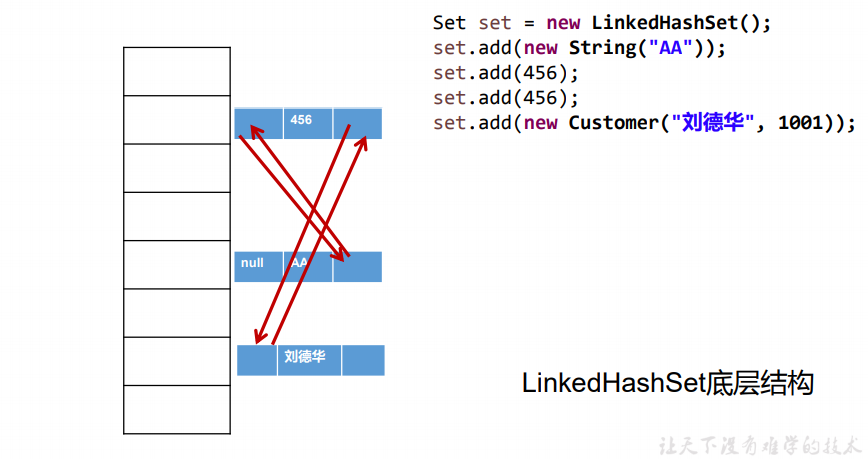 Set set = new LinkedHashSet();
set.add(new String("AA"));
set.add(456);
set.add(456);
set.add(new Customer("刘德华", 1001));
456
null AA
刘德华
LinkedHashSet底层结构
让天下没有难学的技术